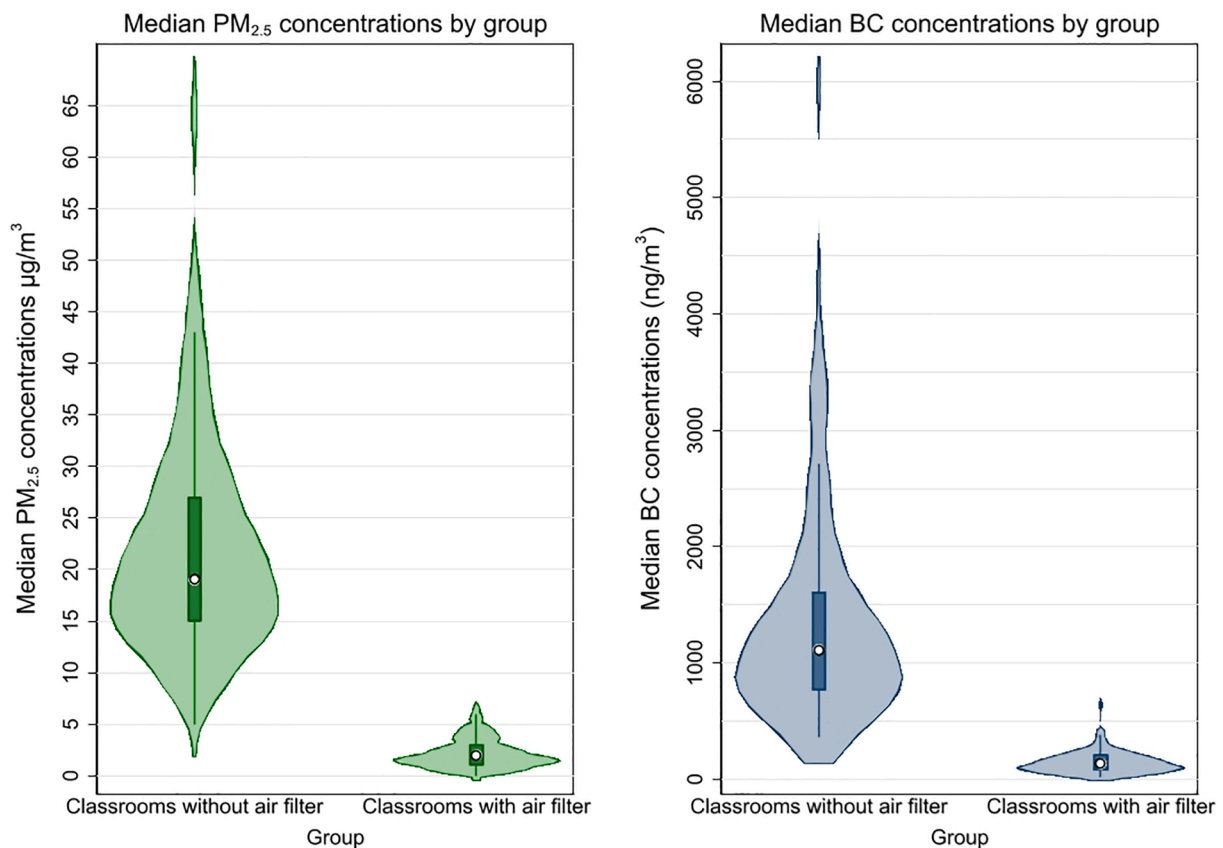 Median PM₂.₅ concentrations by group
Median PM₂.₅ concentrations µg/m³
65
60
55
50
45
40
35
30
25
20
15
10
5
0
Classrooms without air filter
Classrooms with air filter
Group
Median BC concentrations by group
Median BC concentrations (ng/m³)
6000
5000
4000
3000
2000
1000
0
Classrooms without air filter
Classrooms with air filter
Group